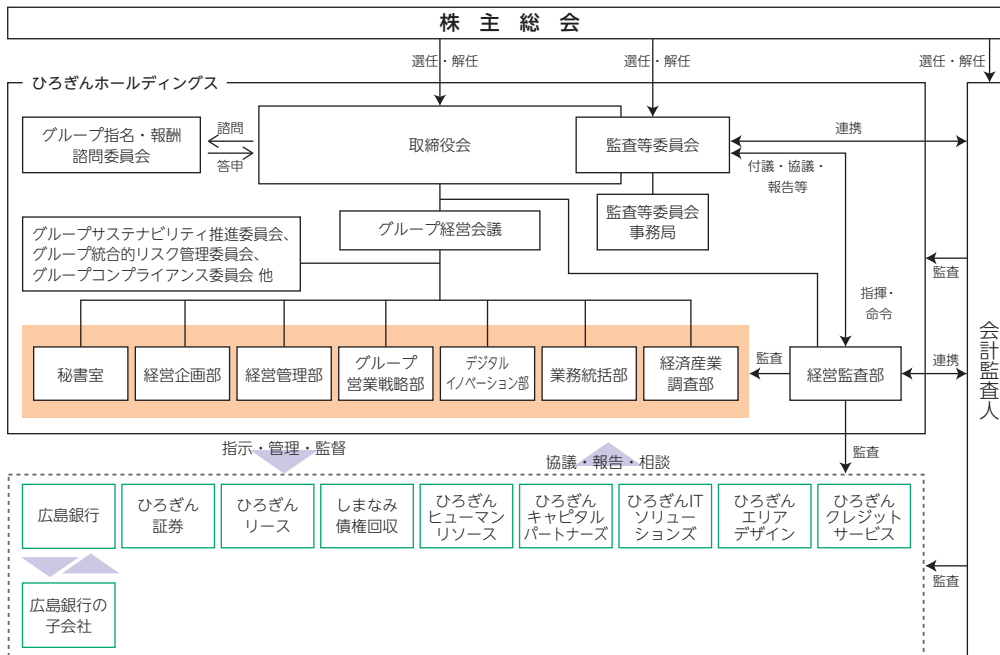 株主総会
選任・解任
選任・解任
選任・解任
ひろぎんホールディングス
グループ指名・報酬
諮問委員会
諮問
答申
取締役会
監査等委員会
連携
付議・協議・
報告等
監査等委員会
事務局
グループ経営会議
グループサステナビリティ推進委員会、
グループ統合的リスク管理委員会、
グループコンプライアンス委員会 他
監査
指揮・
命令
会計監査人
秘書室
経営企画部
経営管理部
グループ
営業戦略部
デジタル
イノベーション部
業務統括部
経済産業
調査部
監査
経営監査部
連携
指示・管理・監督
協議・報告・相談
監査
広島銀行
ひろぎん
証券
ひろぎん
リース
しまなみ
債権回収
ひろぎん
ヒューマン
リソース
ひろぎん
キャピタル
パートナーズ
ひろぎんIT
ソリュー
ションズ
ひろぎん
エリア
デザイン
ひろぎん
クレジット
サービス
監査
広島銀行の
子会社